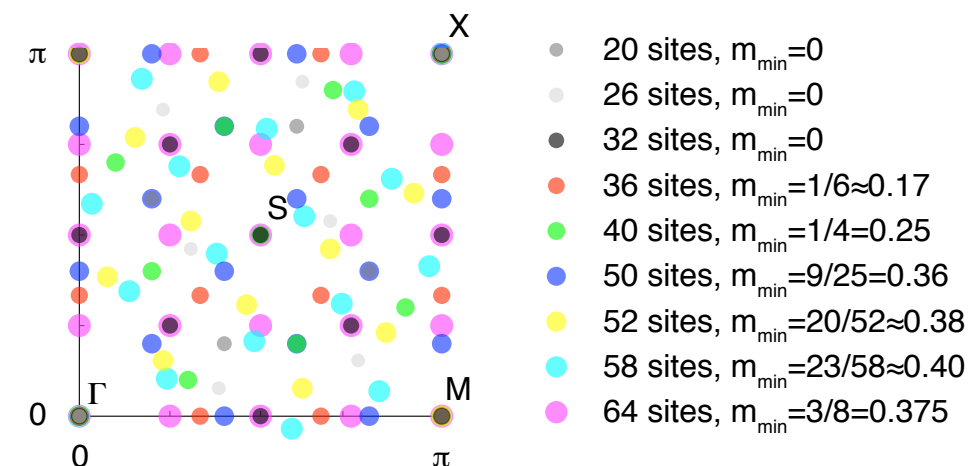 X
π
20 sites, m_min=0
26 sites, m_min=0
32 sites, m_min=0
36 sites, m_min=1/6≈0.17
S
40 sites, m_min=1/4=0.25
50 sites, m_min=9/25=0.36
52 sites, m_min=20/52≈0.38
58 sites, m_min=23/58≈0.40
Γ
M
64 sites, m_min=3/8=0.375
0
0
π